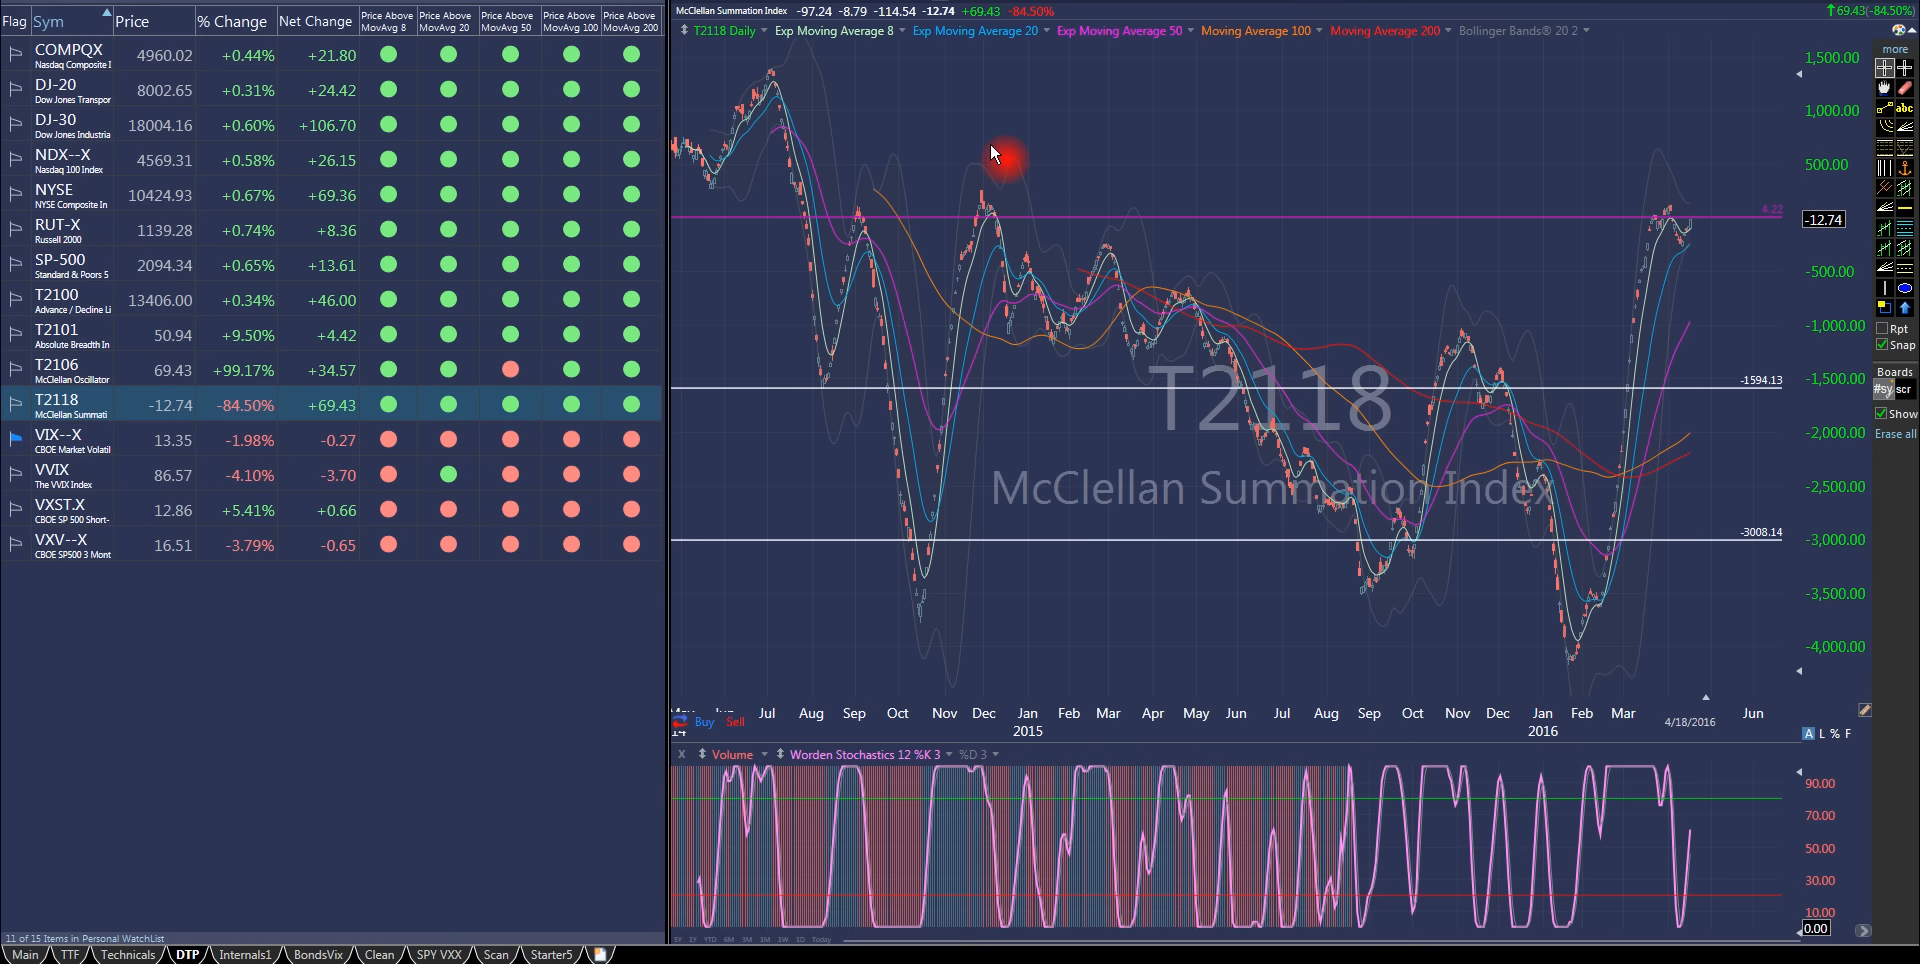 Flag Sym Price % Change Net Change Price Above MovAvg 8 Price Above MovAvg 20 Price Above MovAvg 50 Price Above MovAvg 100 Price Above MovAvg 200
COMPQX 4960.02 +0.44% +21.80
Nasdaq Composite I
DJ-20 8002.65 +0.31% +24.42
Dow Jones Transpor
DJ-30 18004.16 +0.60% +106.70
Dow Jones Industria
NDX--X 4569.31 +0.58% +26.15
Nasdaq 100 Index
NYSE 10424.93 +0.67% +69.36
NYSE Composite In
RUT-X 1139.28 +0.74% +8.36
Russell 2000
SP-500 2094.34 +0.65% +13.61
Standard & Poors 5
T2100 13406.00 +0.34% +46.00
Advance / Decline Li
T2101 50.94 +9.50% +4.42
Absolute Breadth In
T2106 69.43 +99.17% +34.57
McClellan Oscillator
T2118 -12.74 -84.50% +69.43
McClellan Summati
VIX--X 13.35 -1.98% -0.27
CBOE Market Volatil
VVIX 86.57 -4.10% -3.70
The VVIX Index
VXST.X 12.86 +5.41% +0.66
CBOE SP 500 Short-
VXV--X 16.51 -3.79% -0.65
CBOE SP500 3 Mont
11 of 15 Items in Personal WatchList
Main TTF Technicals DTP Internals1 BondsVix Clean SPY VXX Scan Starter5
McClellan Summation Index -97.24 -8.79 -114.54 -12.74 +69.43 -84.50%
69.43(-84.50%)
T2118 Daily Exp Moving Average 8 Exp Moving Average 20 Exp Moving Average 50 Moving Average 100 Moving Average 200 Bollinger Bands® 20 2
1,500.00
1,000.00
500.00
4.22
-12.74
-500.00
-1,000.00
-1594.13
-1,500.00
T2118
-2,000.00
McClellan Summation Index
-2,500.00
-3008.14
-3,000.00
-3,500.00
-4,000.00
Jul Aug Sep Oct Nov Dec Jan Feb Mar Apr May Jun Jul Aug Sep Oct Nov Dec Jan Feb Mar 4/18/2016 Jun
Buy Sell
14 2015 2016
A L % F
X Volume Worden Stochastics 12 %K 3 %D 3
90.00
70.00
50.00
30.00
10.00
0.00
5Y 1Y YTD 6M 3M 1M 1W 1D Today
more
abc
Rpt
Snap
Boards
#sy scr
Show
Erase all